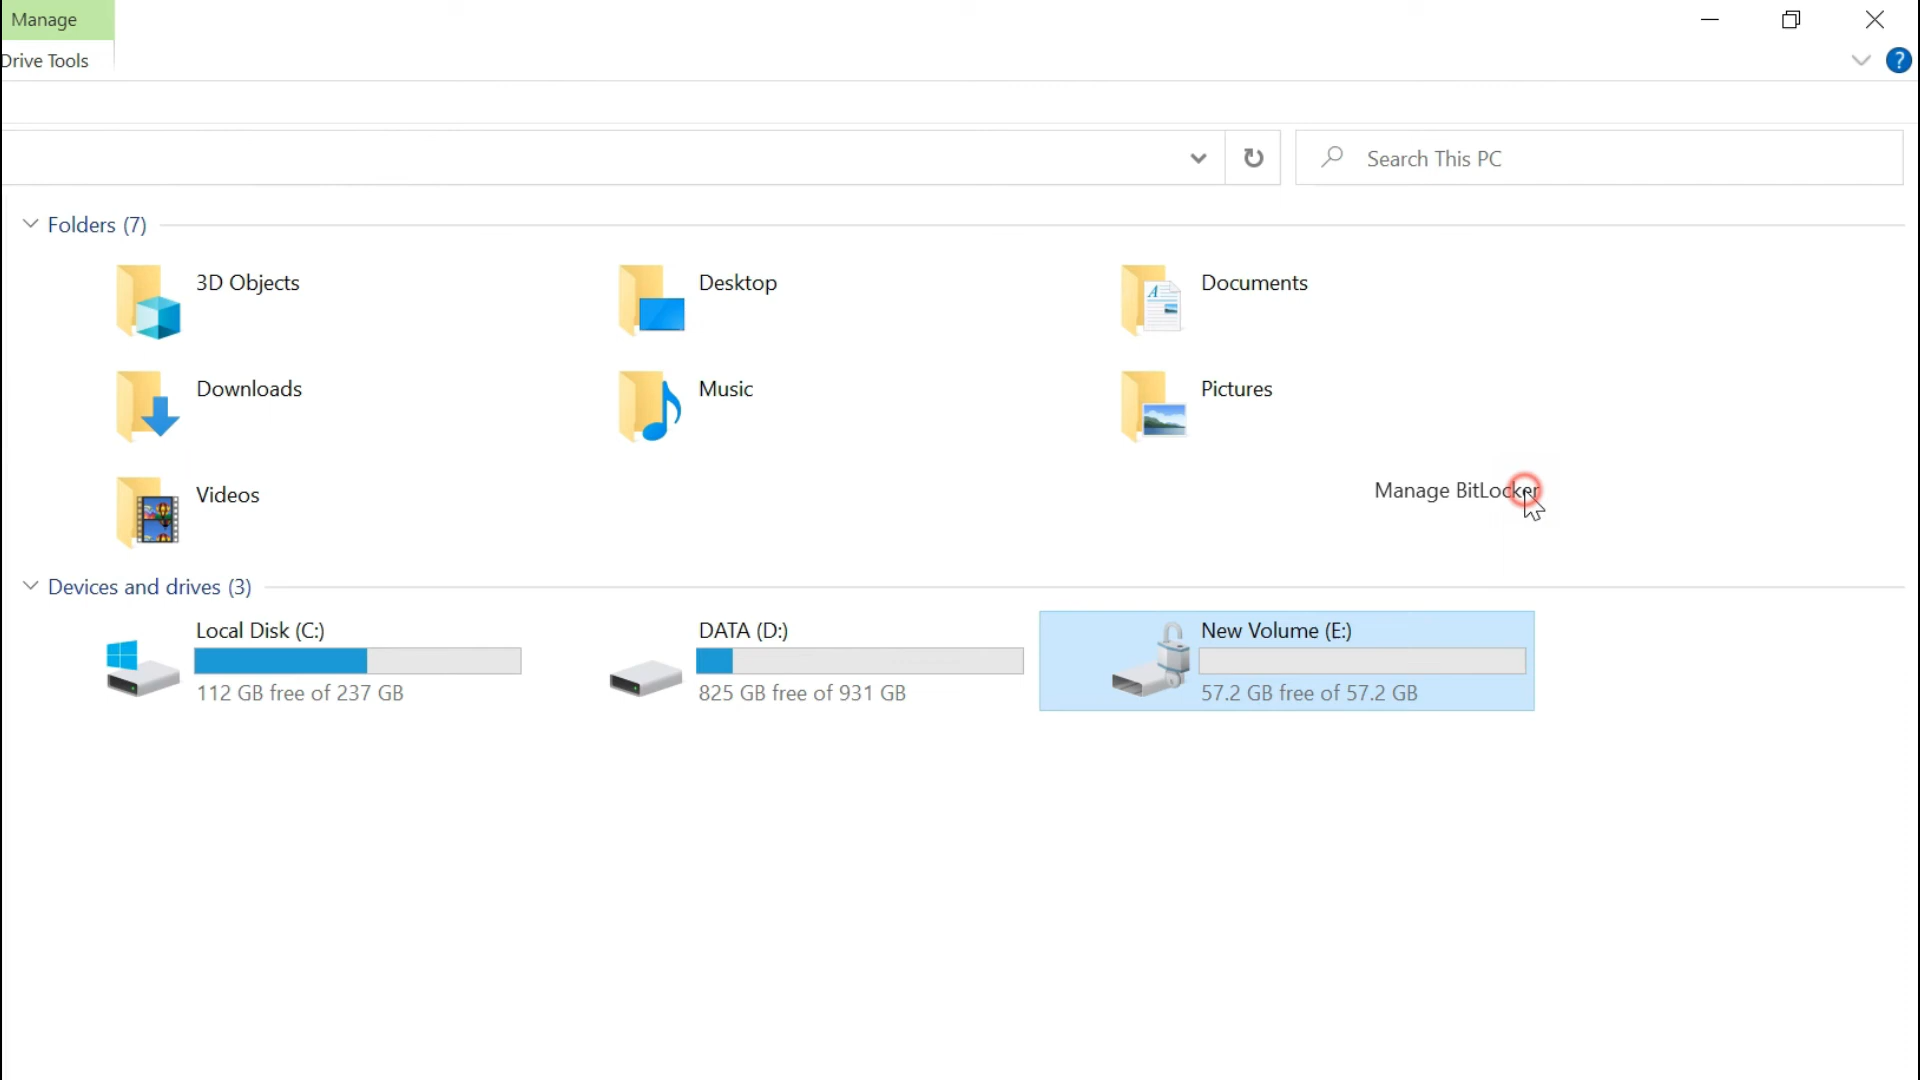 Manage
Drive Tools
?
Search This PC
Folders (7)
3D Objects
Desktop
Documents
Downloads
Music
Pictures
Videos
Manage BitLocker
Devices and drives (3)
Local Disk (C:)
112 GB free of 237 GB
DATA (D:)
825 GB free of 931 GB
New Volume (E:)
57.2 GB free of 57.2 GB